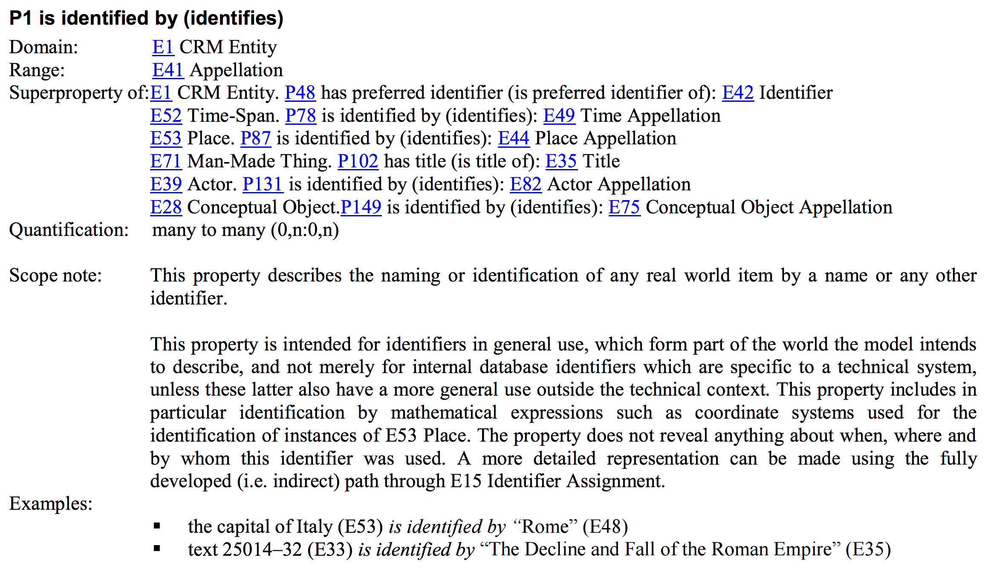 P1 is identified by (identifies)
Domain: E1 CRM Entity
Range: E41 Appellation
Superproperty of:E1 CRM Entity. P48 has preferred identifier (is preferred identifier of): E42 Identifier
E52 Time-Span. P78 is identified by (identifies): E49 Time Appellation
E53 Place. P87 is identified by (identifies): E44 Place Appellation
E71 Man-Made Thing. P102 has title (is title of): E35 Title
E39 Actor. P131 is identified by (identifies): E82 Actor Appellation
E28 Conceptual Object.P149 is identified by (identifies): E75 Conceptual Object Appellation
Quantification: many to many (0,n:0,n)
Scope note: This property describes the naming or identification of any real world item by a name or any other
identifier.
This property is intended for identifiers in general use, which form part of the world the model intends
to describe, and not merely for internal database identifiers which are specific to a technical system,
unless these latter also have a more general use outside the technical context. This property includes in
particular identification by mathematical expressions such as coordinate systems used for the
identification of instances of E53 Place. The property does not reveal anything about when, where and
by whom this identifier was used. A more detailed representation can be made using the fully
developed (i.e. indirect) path through E15 Identifier Assignment.
Examples:
▪ the capital of Italy (E53) is identified by “Rome” (E48)
▪ text 25014–32 (E33) is identified by “The Decline and Fall of the Roman Empire” (E35)